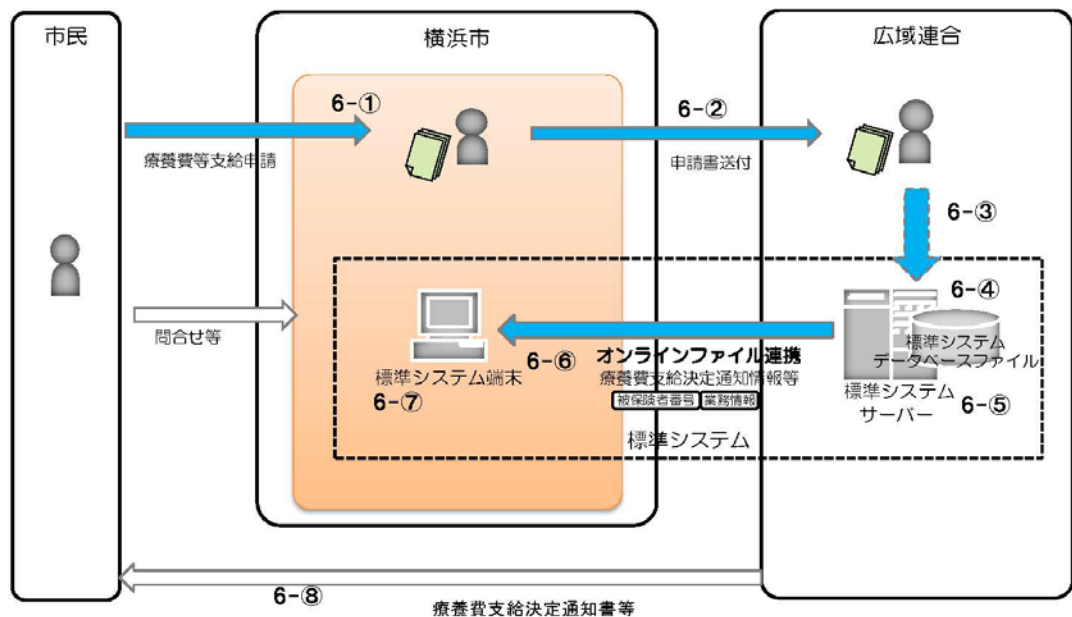 市民
横浜市
広域連合
6-①
療養費等支給申請
6-②
申請書送付
6-③
6-④
標準システム
データベースファイル
標準システム
サーバー
6-⑤
問合せ等
6-⑥
オンラインファイル連携
療養費支給決定通知情報等
被保険者番号 業務情報
標準システム端末
6-⑦
標準システム
6-⑧
療養費支給決定通知書等